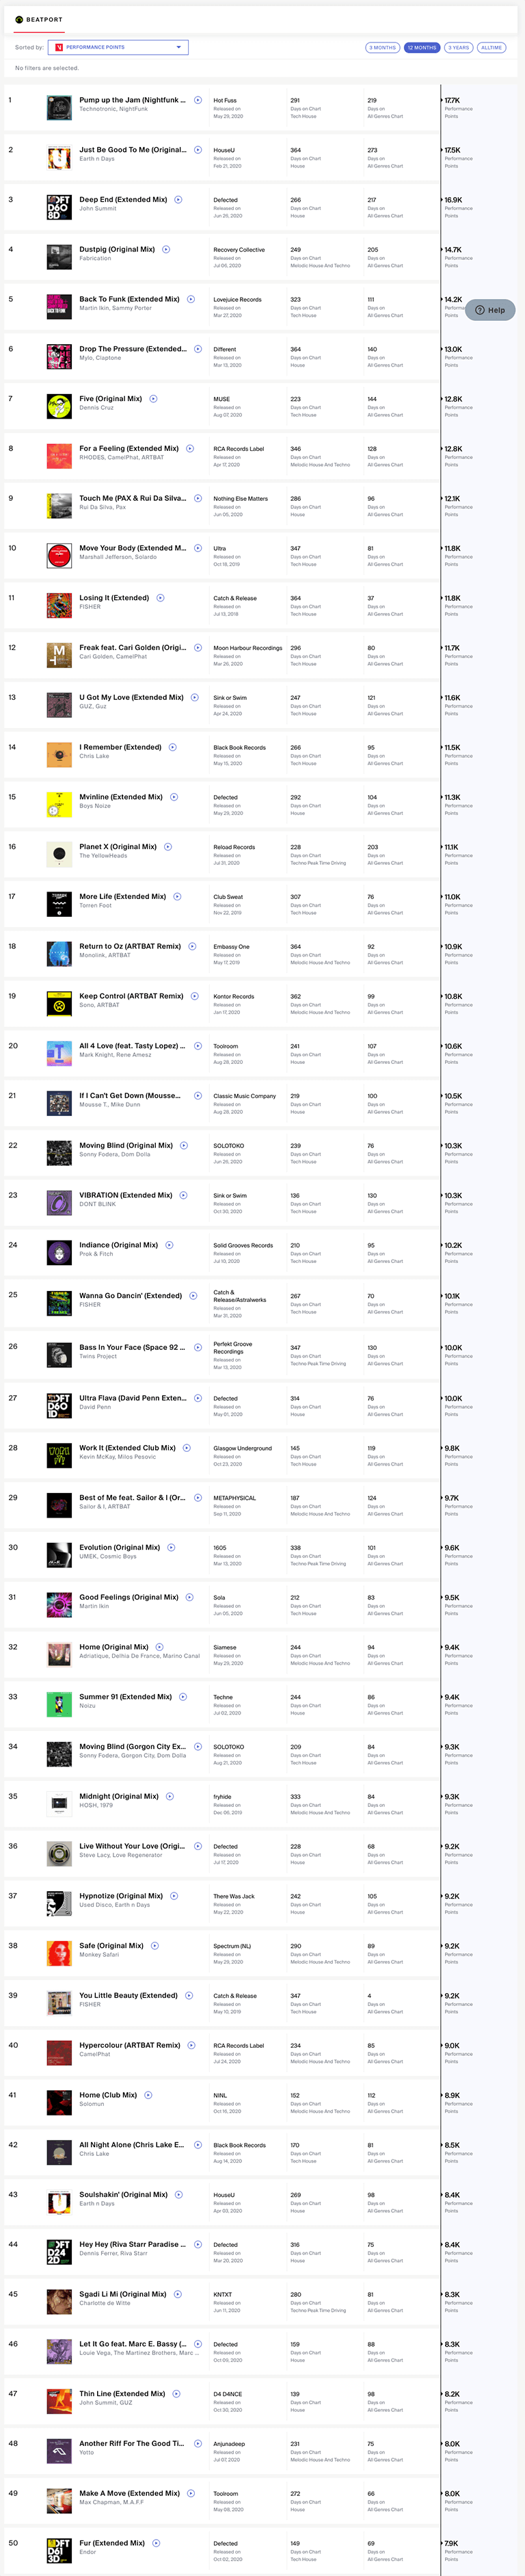 BEATPORT
Sorted by: PERFORMANCE POINTS 3 MONTHS 12 MONTHS 3 YEARS ALLTIME
No filters are selected.
1 Pump up the Jam (Nightfunk ... Hot Fuss 291 219 17.7K
Technotronic, NightFunk Released on Days on Chart Days on Performance
May 29, 2020 Tech House All Genres Chart Points
2 Just Be Good To Me (Original... HouseU 364 273 17.5K
Earth n Days Released on Days on Chart Days on Performance
Feb 21, 2020 House All Genres Chart Points
3 Deep End (Extended Mix) Defected 266 217 16.9K
John Summit Released on Days on Chart Days on Performance
Jun 26, 2020 Tech House All Genres Chart Points
4 Dustpig (Original Mix) Recovery Collective 249 205 14.7K
Fabrication Released on Days on Chart Days on Performance
Jul 05, 2020 Melodic House And Techno All Genres Chart Points
5 Back To Funk (Extended Mix) Lovejuice Records 323 111 14.2K
Martin Ikin, Sammy Porter Released on Days on Chart Days on Performance
Mar 27, 2020 Tech House All Genres Chart Points
Help
6 Drop The Pressure (Extended... Different 364 140 13.0K
Mylo, Claptone Released on Days on Chart Days on Performance
Mar 13, 2020 House All Genres Chart Points
7 Five (Original Mix) MUSE 223 144 12.8K
Dennis Cruz Released on Days on Chart Days on Performance
Aug 07, 2020 Tech House All Genres Chart Points
8 For a Feeling (Extended Mix) RCA Records Label 346 128 12.8K
RHODES, CamelPhat, ARTBAT Released on Days on Chart Days on Performance
Apr 17, 2020 Melodic House And Techno All Genres Chart Points
9 Touch Me (PAX & Rui Da Silva... Nothing Else Matters 286 96 12.1K
Rui Da Silva, Pax Released on Days on Chart Days on Performance
Jun 05, 2020 House All Genres Chart Points
10 Move Your Body (Extended M... Ultra 347 81 11.8K
Marshall Jefferson, Solardo Released on Days on Chart Days on Performance
Oct 18, 2019 Tech House All Genres Chart Points
11 Losing It (Extended) Catch & Release 364 37 11.8K
FISHER Released on Days on Chart Days on Performance
Jul 13, 2018 Tech House All Genres Chart Points
12 Freak feat. Cari Golden (Origi... Moon Harbour Recordings 296 80 11.7K
Cari Golden, CamelPhat Released on Days on Chart Days on Performance
Mar 26, 2020 Tech House All Genres Chart Points
13 U Got My Love (Extended Mix) Sink or Swim 247 121 11.6K
GUZ, Guz Released on Days on Chart Days on Performance
Apr 24, 2020 Tech House All Genres Chart Points
14 I Remember (Extended) Black Book Records 266 95 11.5K
Chris Lake Released on Days on Chart Days on Performance
May 15, 2020 Tech House All Genres Chart Points
15 Mvinline (Extended Mix) Defected 292 104 11.3K
Boys Noize Released on Days on Chart Days on Performance
May 29, 2020 House All Genres Chart Points
16 Planet X (Original Mix) Reload Records 228 203 11.1K
The YellowHeads Released on Days on Chart Days on Performance
Jul 31, 2020 Techno Peak Time Driving All Genres Chart Points
17 More Life (Extended Mix) Club Sweat 307 76 11.0K
Torren Foot Released on Days on Chart Days on Performance
Nov 22, 2019 Tech House All Genres Chart Points
18 Return to Oz (ARTBAT Remix) Embassy One 364 92 10.9K
Monolink, ARTBAT Released on Days on Chart Days on Performance
May 17, 2019 Melodic House And Techno All Genres Chart Points
19 Keep Control (ARTBAT Remix) Kontor Records 362 99 10.8K
Sono, ARTBAT Released on Days on Chart Days on Performance
Jan 17, 2020 Melodic House And Techno All Genres Chart Points
20 All 4 Love (feat. Tasty Lopez) ... Toolroom 241 107 10.6K
Mark Knight, Rene Amesz Released on Days on Chart Days on Performance
Aug 28, 2020 House All Genres Chart Points
21 If I Can't Get Down (Mousse... Classic Music Company 219 100 10.5K
Mousse T., Mike Dunn Released on Days on Chart Days on Performance
Aug 28, 2020 House All Genres Chart Points
22 Moving Blind (Original Mix) SOLOTOKO 239 76 10.3K
Sonny Fodera, Dom Dolla Released on Days on Chart Days on Performance
Jun 25, 2020 Tech House All Genres Chart Points
23 VIBRATION (Extended Mix) Sink or Swim 136 130 10.3K
DONT BLINK Released on Days on Chart Days on Performance
Oct 30, 2020 Tech House All Genres Chart Points
24 Indiance (Original Mix) Solid Grooves Records 210 95 10.2K
Prok & Fitch Released on Days on Chart Days on Performance
Jul 10, 2020 Tech House All Genres Chart Points
25 Wanna Go Dancin' (Extended) Catch & Release/Astralwerks 267 70 10.1K
FISHER Released on Days on Chart Days on Performance
Mar 31, 2020 Tech House All Genres Chart Points
26 Bass In Your Face (Space 92 ... Perfekt Groove Recordings 347 130 10.0K
Twins Project Released on Days on Chart Days on Performance
Mar 13, 2020 Techno Peak Time Driving All Genres Chart Points
27 Ultra Flava (David Penn Exten... Defected 314 76 10.0K
David Penn Released on Days on Chart Days on Performance
May 01, 2020 House All Genres Chart Points
28 Work It (Extended Club Mix) Glasgow Underground 145 119 9.8K
Kevin McKay, Milos Pesovic Released on Days on Chart Days on Performance
Oct 23, 2020 Tech House All Genres Chart Points
29 Best of Me feat. Sailor & I (Or... METAPHYSICAL 187 124 9.7K
Sailor & I, ARTBAT Released on Days on Chart Days on Performance
Sep 11, 2020 Melodic House And Techno All Genres Chart Points
30 Evolution (Original Mix) 1605 338 101 9.6K
UMEK, Cosmic Boys Released on Days on Chart Days on Performance
Mar 13, 2020 Techno Peak Time Driving All Genres Chart Points
31 Good Feelings (Original Mix) Sola 212 83 9.5K
Martin Ikin Released on Days on Chart Days on Performance
Jun 05, 2020 Tech House All Genres Chart Points
32 Home (Original Mix) Siamese 244 94 9.4K
Adriatique, Delhia De France, Marino Canal Released on Days on Chart Days on Performance
May 29, 2020 Melodic House And Techno All Genres Chart Points
33 Summer 91 (Extended Mix) Techne 244 86 9.4K
Noizu Released on Days on Chart Days on Performance
Jul 02, 2020 House All Genres Chart Points
34 Moving Blind (Gorgon City Ex... SOLOTOKO 209 84 9.3K
Sonny Fodera, Gorgon City, Dom Dolla Released on Days on Chart Days on Performance
Aug 21, 2020 Tech House All Genres Chart Points
35 Midnight (Original Mix) fryhide 333 84 9.3K
HOSH, 1979 Released on Days on Chart Days on Performance
Dec 06, 2019 Melodic House And Techno All Genres Chart Points
36 Live Without Your Love (Origi... Defected 228 68 9.2K
Steve Lacy, Love Regenerator Released on Days on Chart Days on Performance
Jul 17, 2020 House All Genres Chart Points
37 Hypnotize (Original Mix) There Was Jack 242 105 9.2K
Used Disco, Earth n Days Released on Days on Chart Days on Performance
May 22, 2020 House All Genres Chart Points
38 Safe (Original Mix) Spectrum (NL) 290 89 9.2K
Monkey Safari Released on Days on Chart Days on Performance
May 29, 2020 Melodic House And Techno All Genres Chart Points
39 You Little Beauty (Extended) Catch & Release 347 4 9.2K
FISHER Released on Days on Chart Days on Performance
May 10, 2019 Tech House All Genres Chart Points
40 Hypercolour (ARTBAT Remix) RCA Records Label 234 85 9.0K
CamelPhat Released on Days on Chart Days on Performance
Jul 24, 2020 Melodic House And Techno All Genres Chart Points
41 Home (Club Mix) NINL 152 112 8.9K
Solomun Released on Days on Chart Days on Performance
Oct 16, 2020 Melodic House And Techno All Genres Chart Points
42 All Night Alone (Chris Lake E... Black Book Records 170 81 8.5K
Chris Lake Released on Days on Chart Days on Performance
Aug 14, 2020 Tech House All Genres Chart Points
43 Soulshakin' (Original Mix) HouseU 269 98 8.4K
Earth n Days Released on Days on Chart Days on Performance
Apr 03, 2020 House All Genres Chart Points
44 Hey Hey (Riva Starr Paradise ... Defected 316 75 8.4K
Dennis Ferrer, Riva Starr Released on Days on Chart Days on Performance
Mar 20, 2020 House All Genres Chart Points
45 Sgadi Li Mi (Original Mix) KNTXT 280 81 8.3K
Charlotte de Witte Released on Days on Chart Days on Performance
Jun 11, 2020 Techno Peak Time Driving All Genres Chart Points
46 Let It Go feat. Marc E. Bassy (... Defected 159 88 8.3K
Louie Vega, The Martinez Brothers, Marc ... Released on Days on Chart Days on Performance
Oct 09, 2020 House All Genres Chart Points
47 Thin Line (Extended Mix) D4 D4NCE 139 98 8.2K
John Summit, GUZ Released on Days on Chart Days on Performance
Oct 30, 2020 House All Genres Chart Points
48 Another Riff For The Good Ti... Anjunadeep 231 75 8.0K
Yotto Released on Days on Chart Days on Performance
Jul 07, 2020 Melodic House And Techno All Genres Chart Points
49 Make A Move (Extended Mix) Toolroom 272 66 8.0K
Max Chapman, M.A.F.F Released on Days on Chart Days on Performance
May 09, 2020 House All Genres Chart Points
50 Fur (Extended Mix) Defected 149 69 7.9K
Endor Released on Days on Chart Days on Performance
Oct 02, 2020 Tech House All Genres Chart Points